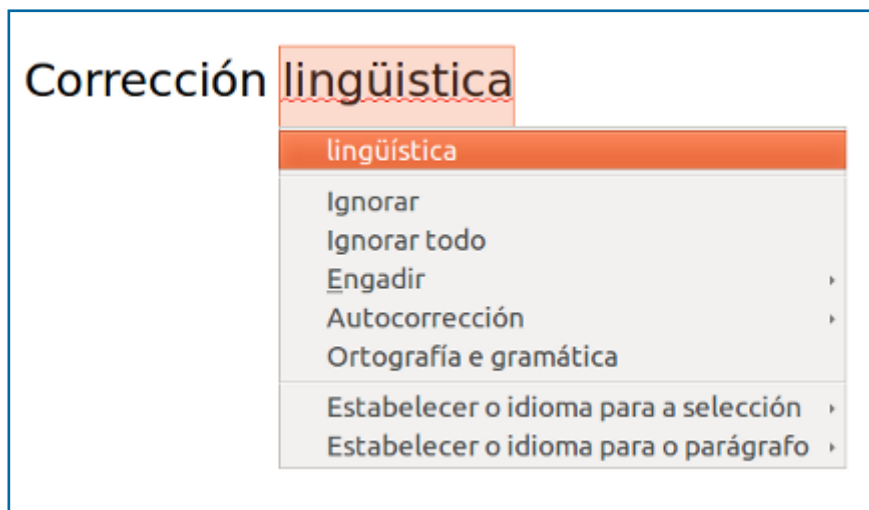 Corrección lingüistica
lingüística
Ignorar
Ignorar todo
Engadir
Autocorrección
Ortografía e gramática
Estabelecer o idioma para a selección
Estabelecer o idioma para o parágrafo